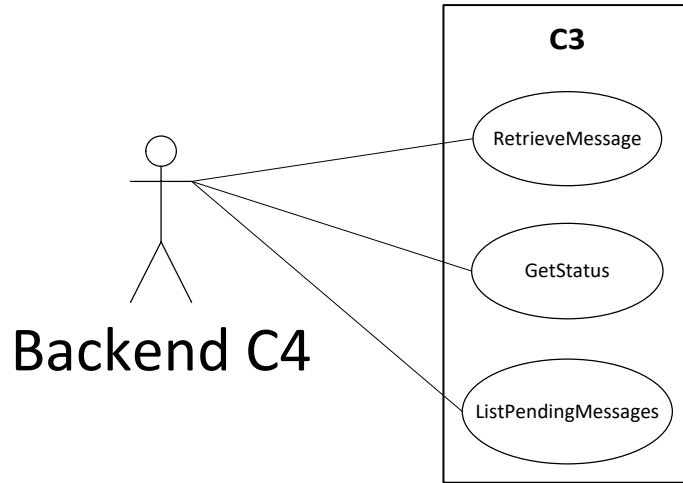 C3
RetrieveMessage
GetStatus
Backend C4
ListPendingMessages